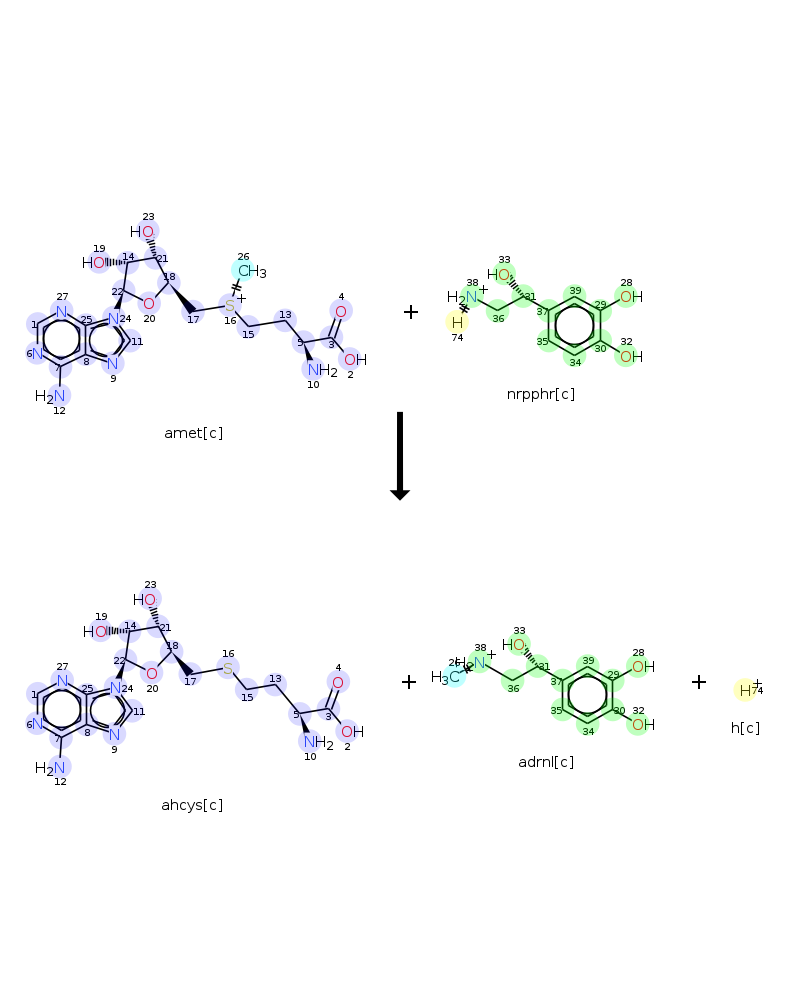 23
HO
19
HO
14
21
26
CH3
18
27
N
22
O
20
17
S
+
16
13
4
O
1
25
N
24
11
15
5
3
6
N
7
8
N
9
NH2
10
OH
2
H2N
12
amet[c]
+
33
HO
38
H2N
+
H
74
36
31
37
39
28
OH
29
35
30
32
OH
34
nrpphr[c]
23
HO
19
HO
14
21
18
16
S
27
N
22
O
20
17
13
4
O
1
25
N
24
11
15
5
3
6
N
7
8
N
9
NH2
10
OH
2
H2N
12
ahcys[c]
+
33
HO
38
N
+
26
H3C
36
31
37
39
28
OH
29
35
30
32
OH
34
adrnl[c]
+
H
+
74
h[c]